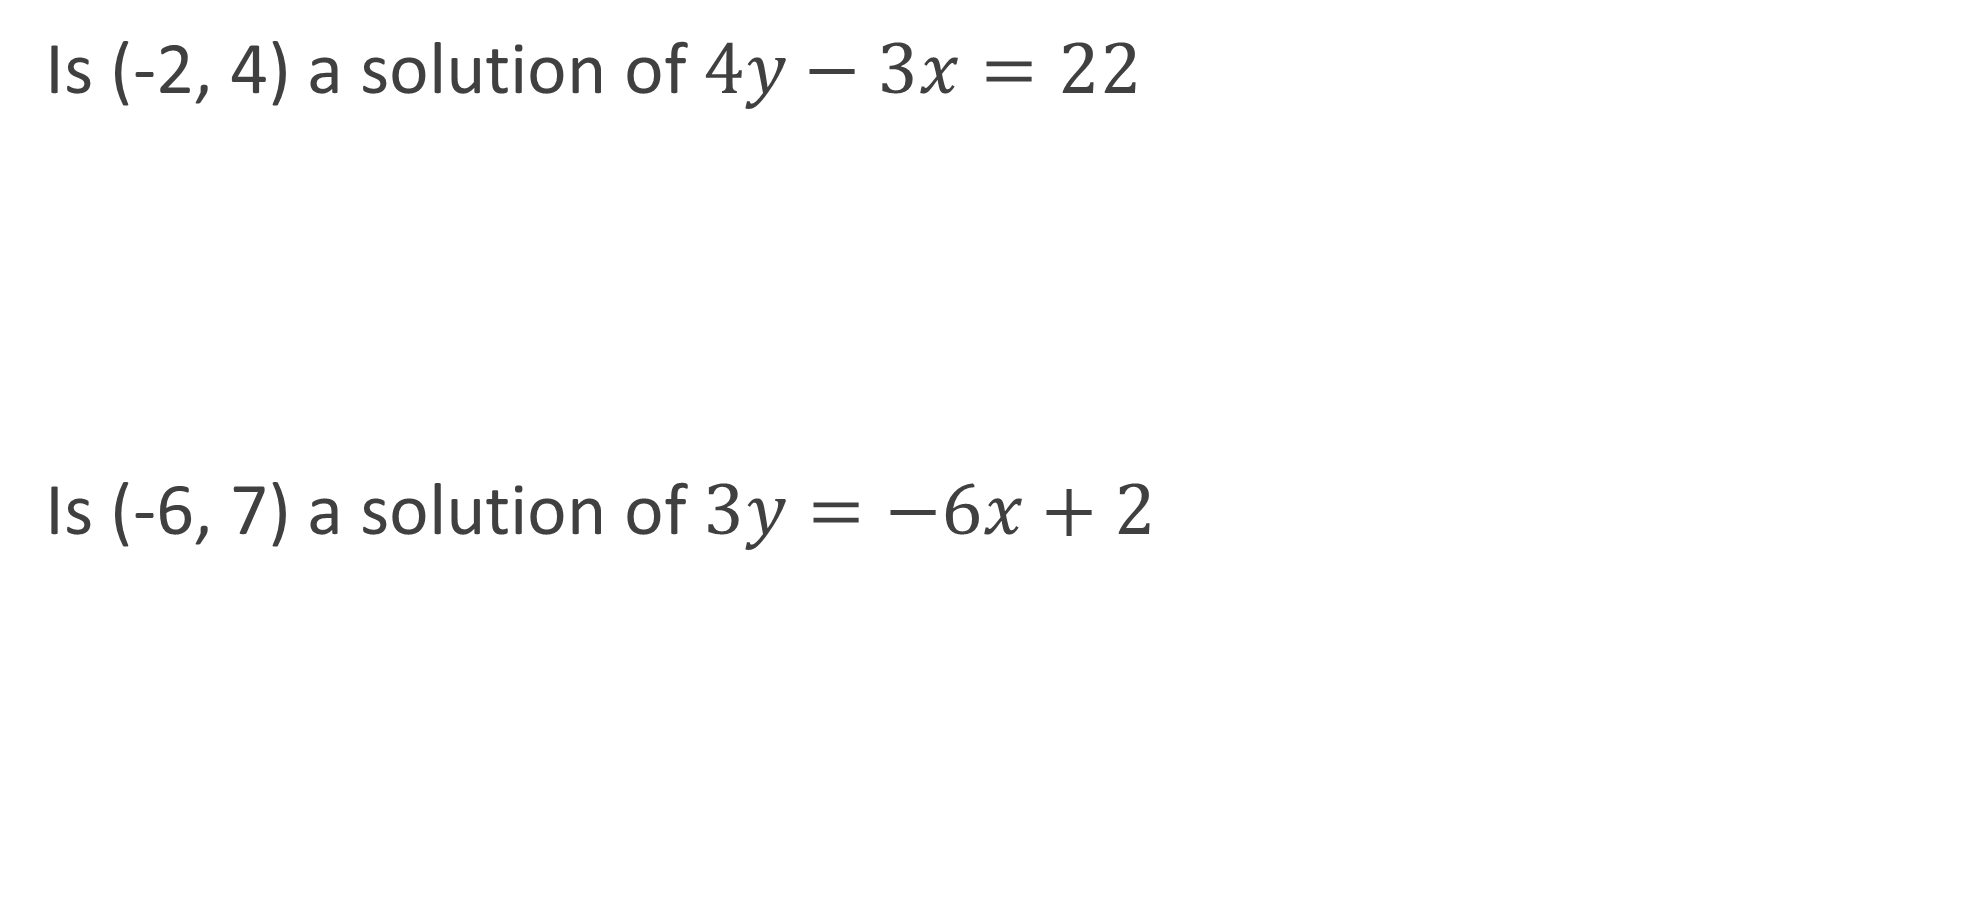 Is (-2, 4) a solution of 4y − 3x = 22
Is (-6, 7) a solution of 3y = −6x + 2